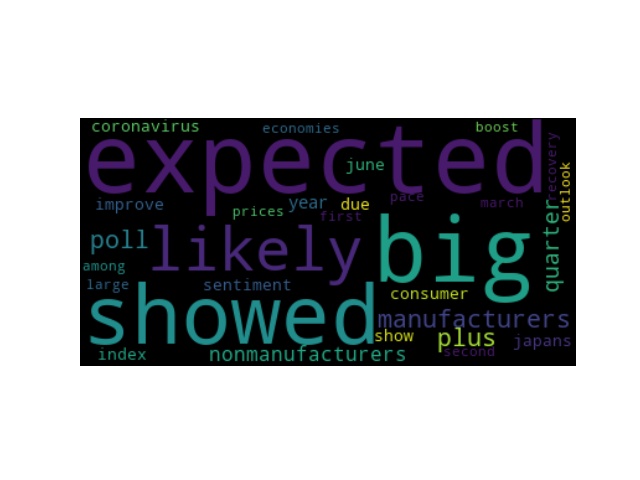 coronavirus economies boost
expected
june
recovery
outlook
improve year due pace march
prices first
poll likely big quarter
among
large sentiment
showed consumer
manufacturers
show plus japans
index nonmanufacturers second